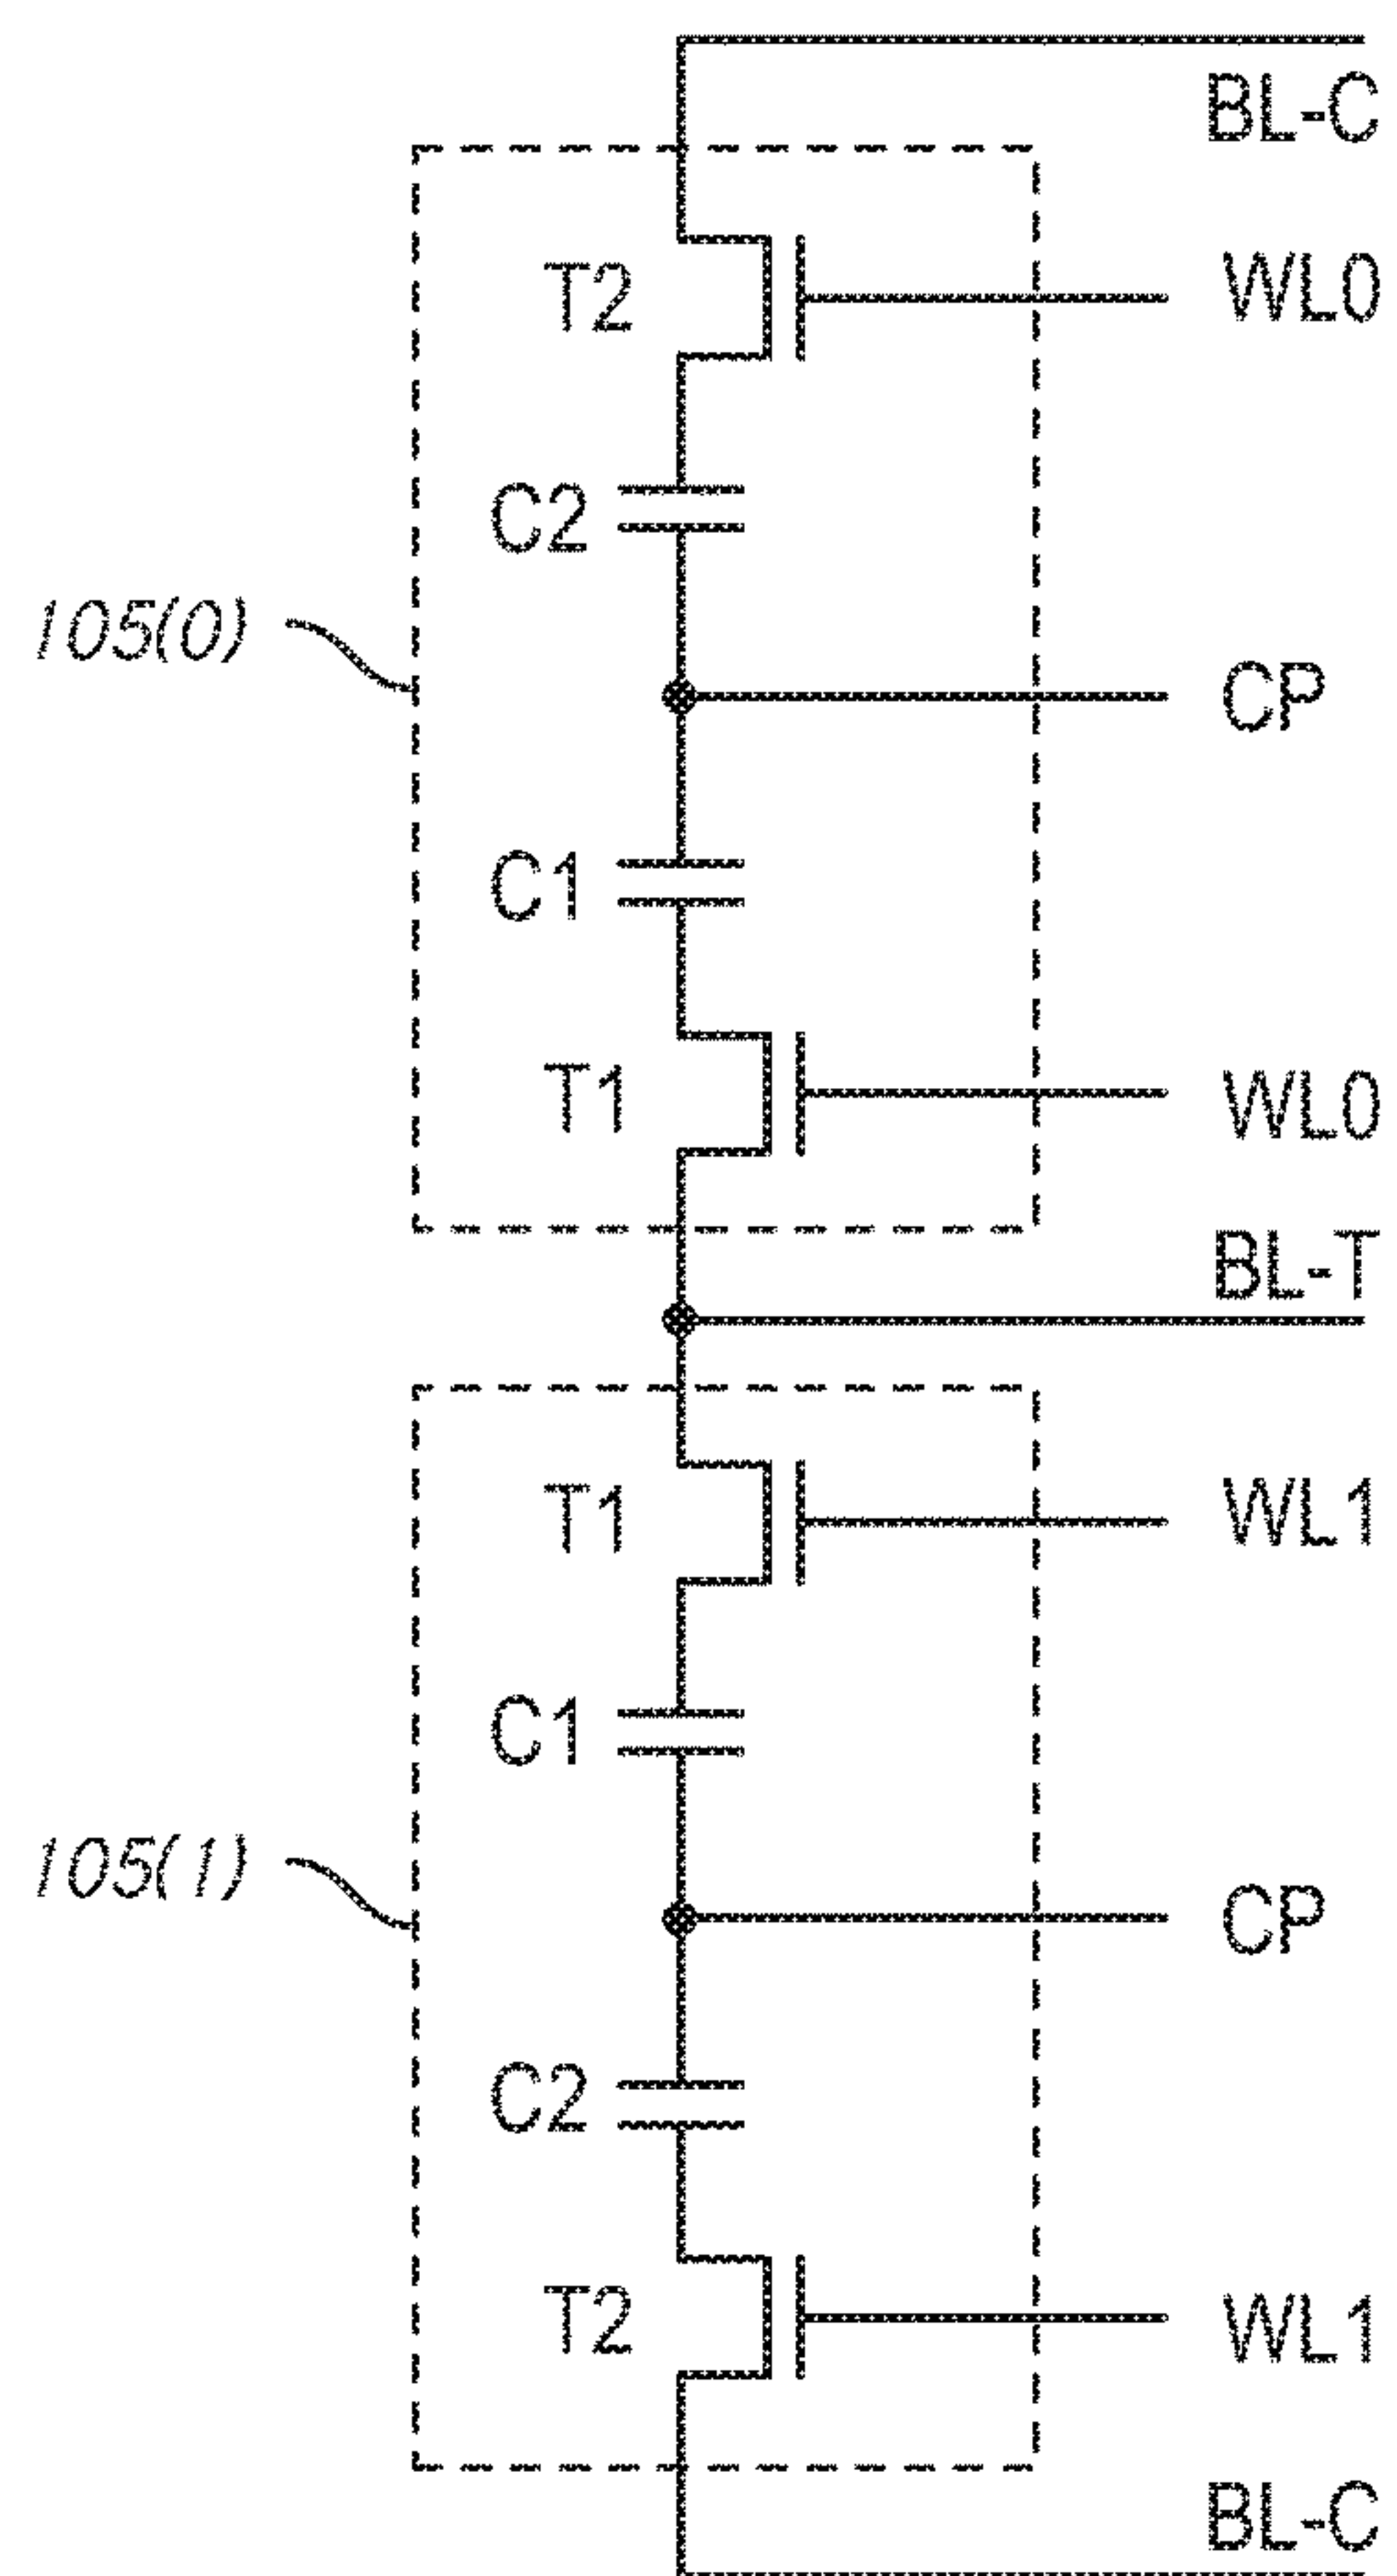 BL-C
T2 WL0
C2
105(0)
CP
C1
T1 WL0
BL-T
T1 WL1
C1
105(1)
CP
C2
T2 WL1
BL-C